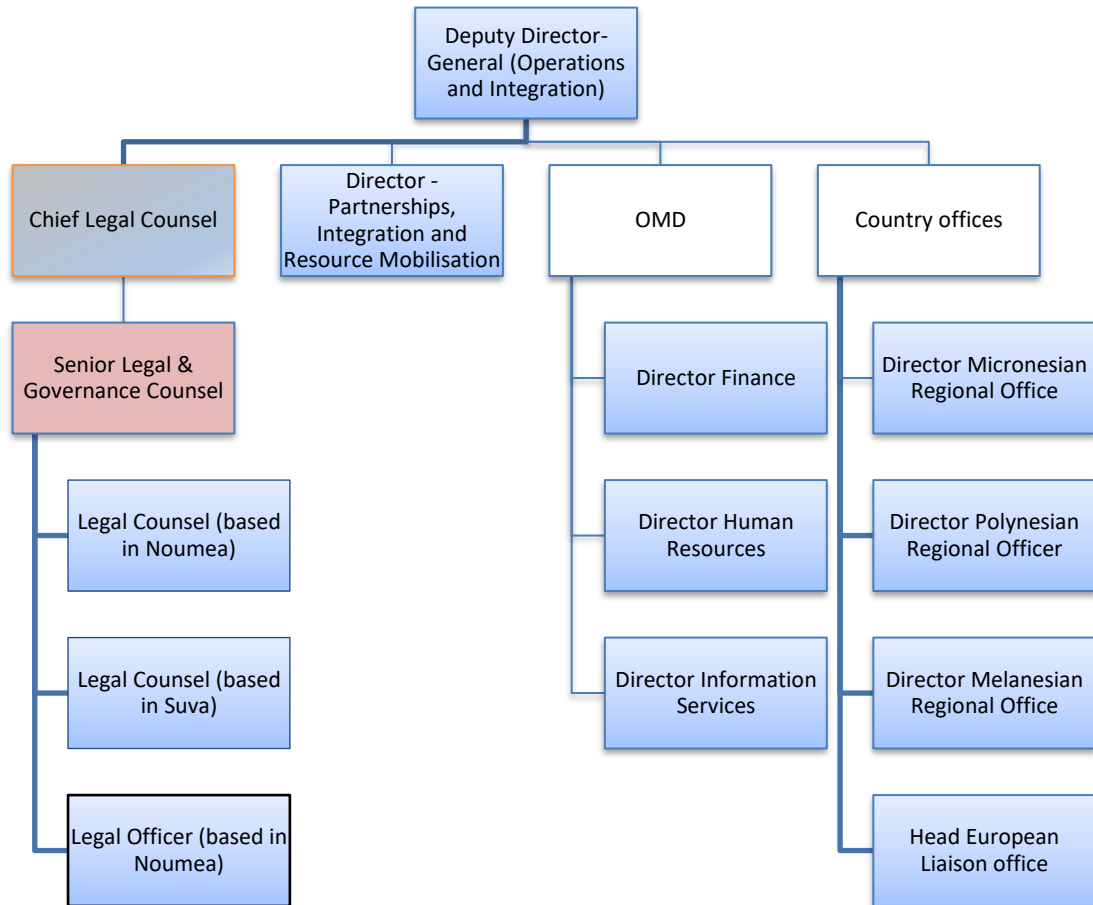 Deputy Director-
General (Operations
and Integration)
Chief Legal Counsel
Director -
Partnerships,
Integration and
Resource Mobilisation
OMD
Country offices
Senior Legal &
Governance Counsel
Director Finance
Director Micronesian
Regional Office
Legal Counsel (based
in Noumea)
Director Human
Resources
Director Polynesian
Regional Officer
Legal Counsel (based
in Suva)
Director Information
Services
Director Melanesian
Regional Office
Legal Officer (based in
Noumea)
Head European
Liaison office